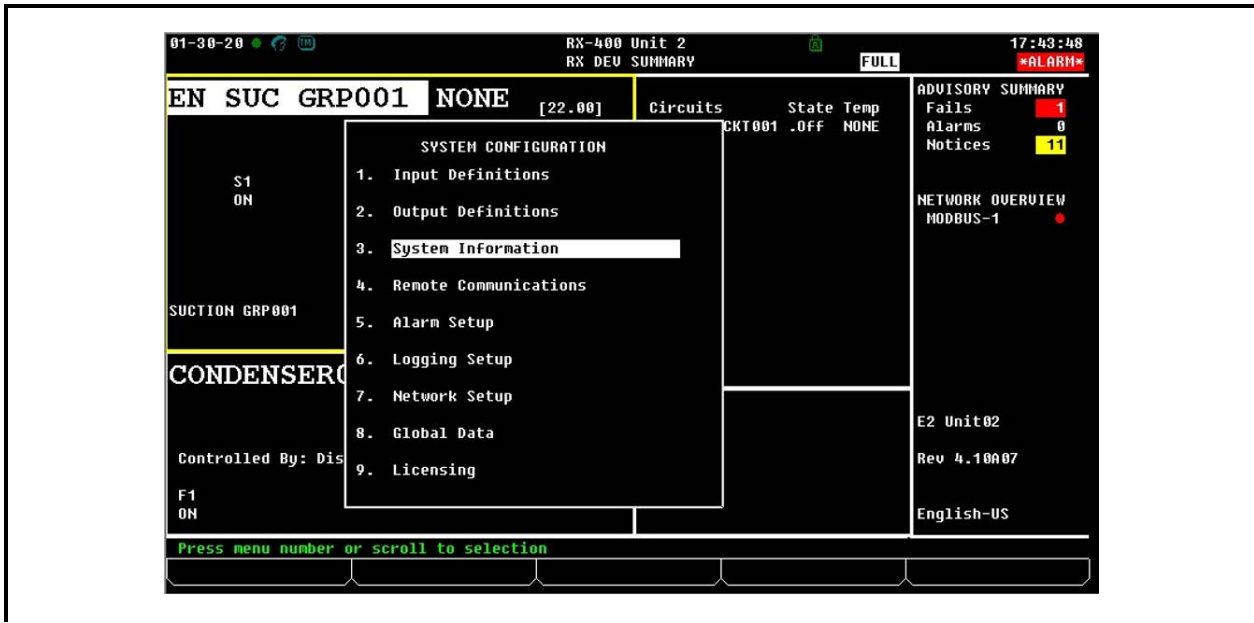 01-30-20 RX-400 Unit 2 17:43:48
RX DEV SUMMARY FULL *ALARM*
EN SUC GRP001 NONE [22.00]
S1
ON
SUCTION GRP001
CONDENSER
Controlled By: Dis
F1
ON
SYSTEM CONFIGURATION
1. Input Definitions
2. Output Definitions
3. System Information
4. Remote Communications
5. Alarm Setup
6. Logging Setup
7. Network Setup
8. Global Data
9. Licensing
Circuits State Temp
CKT001 .Off NONE
ADVISORY SUMMARY
Fails 1
Alarms 0
Notices 11
NETWORK OVERVIEW
MODBUS-1
E2 Unit02
Rev 4.10A07
English-US
Press menu number or scroll to selection